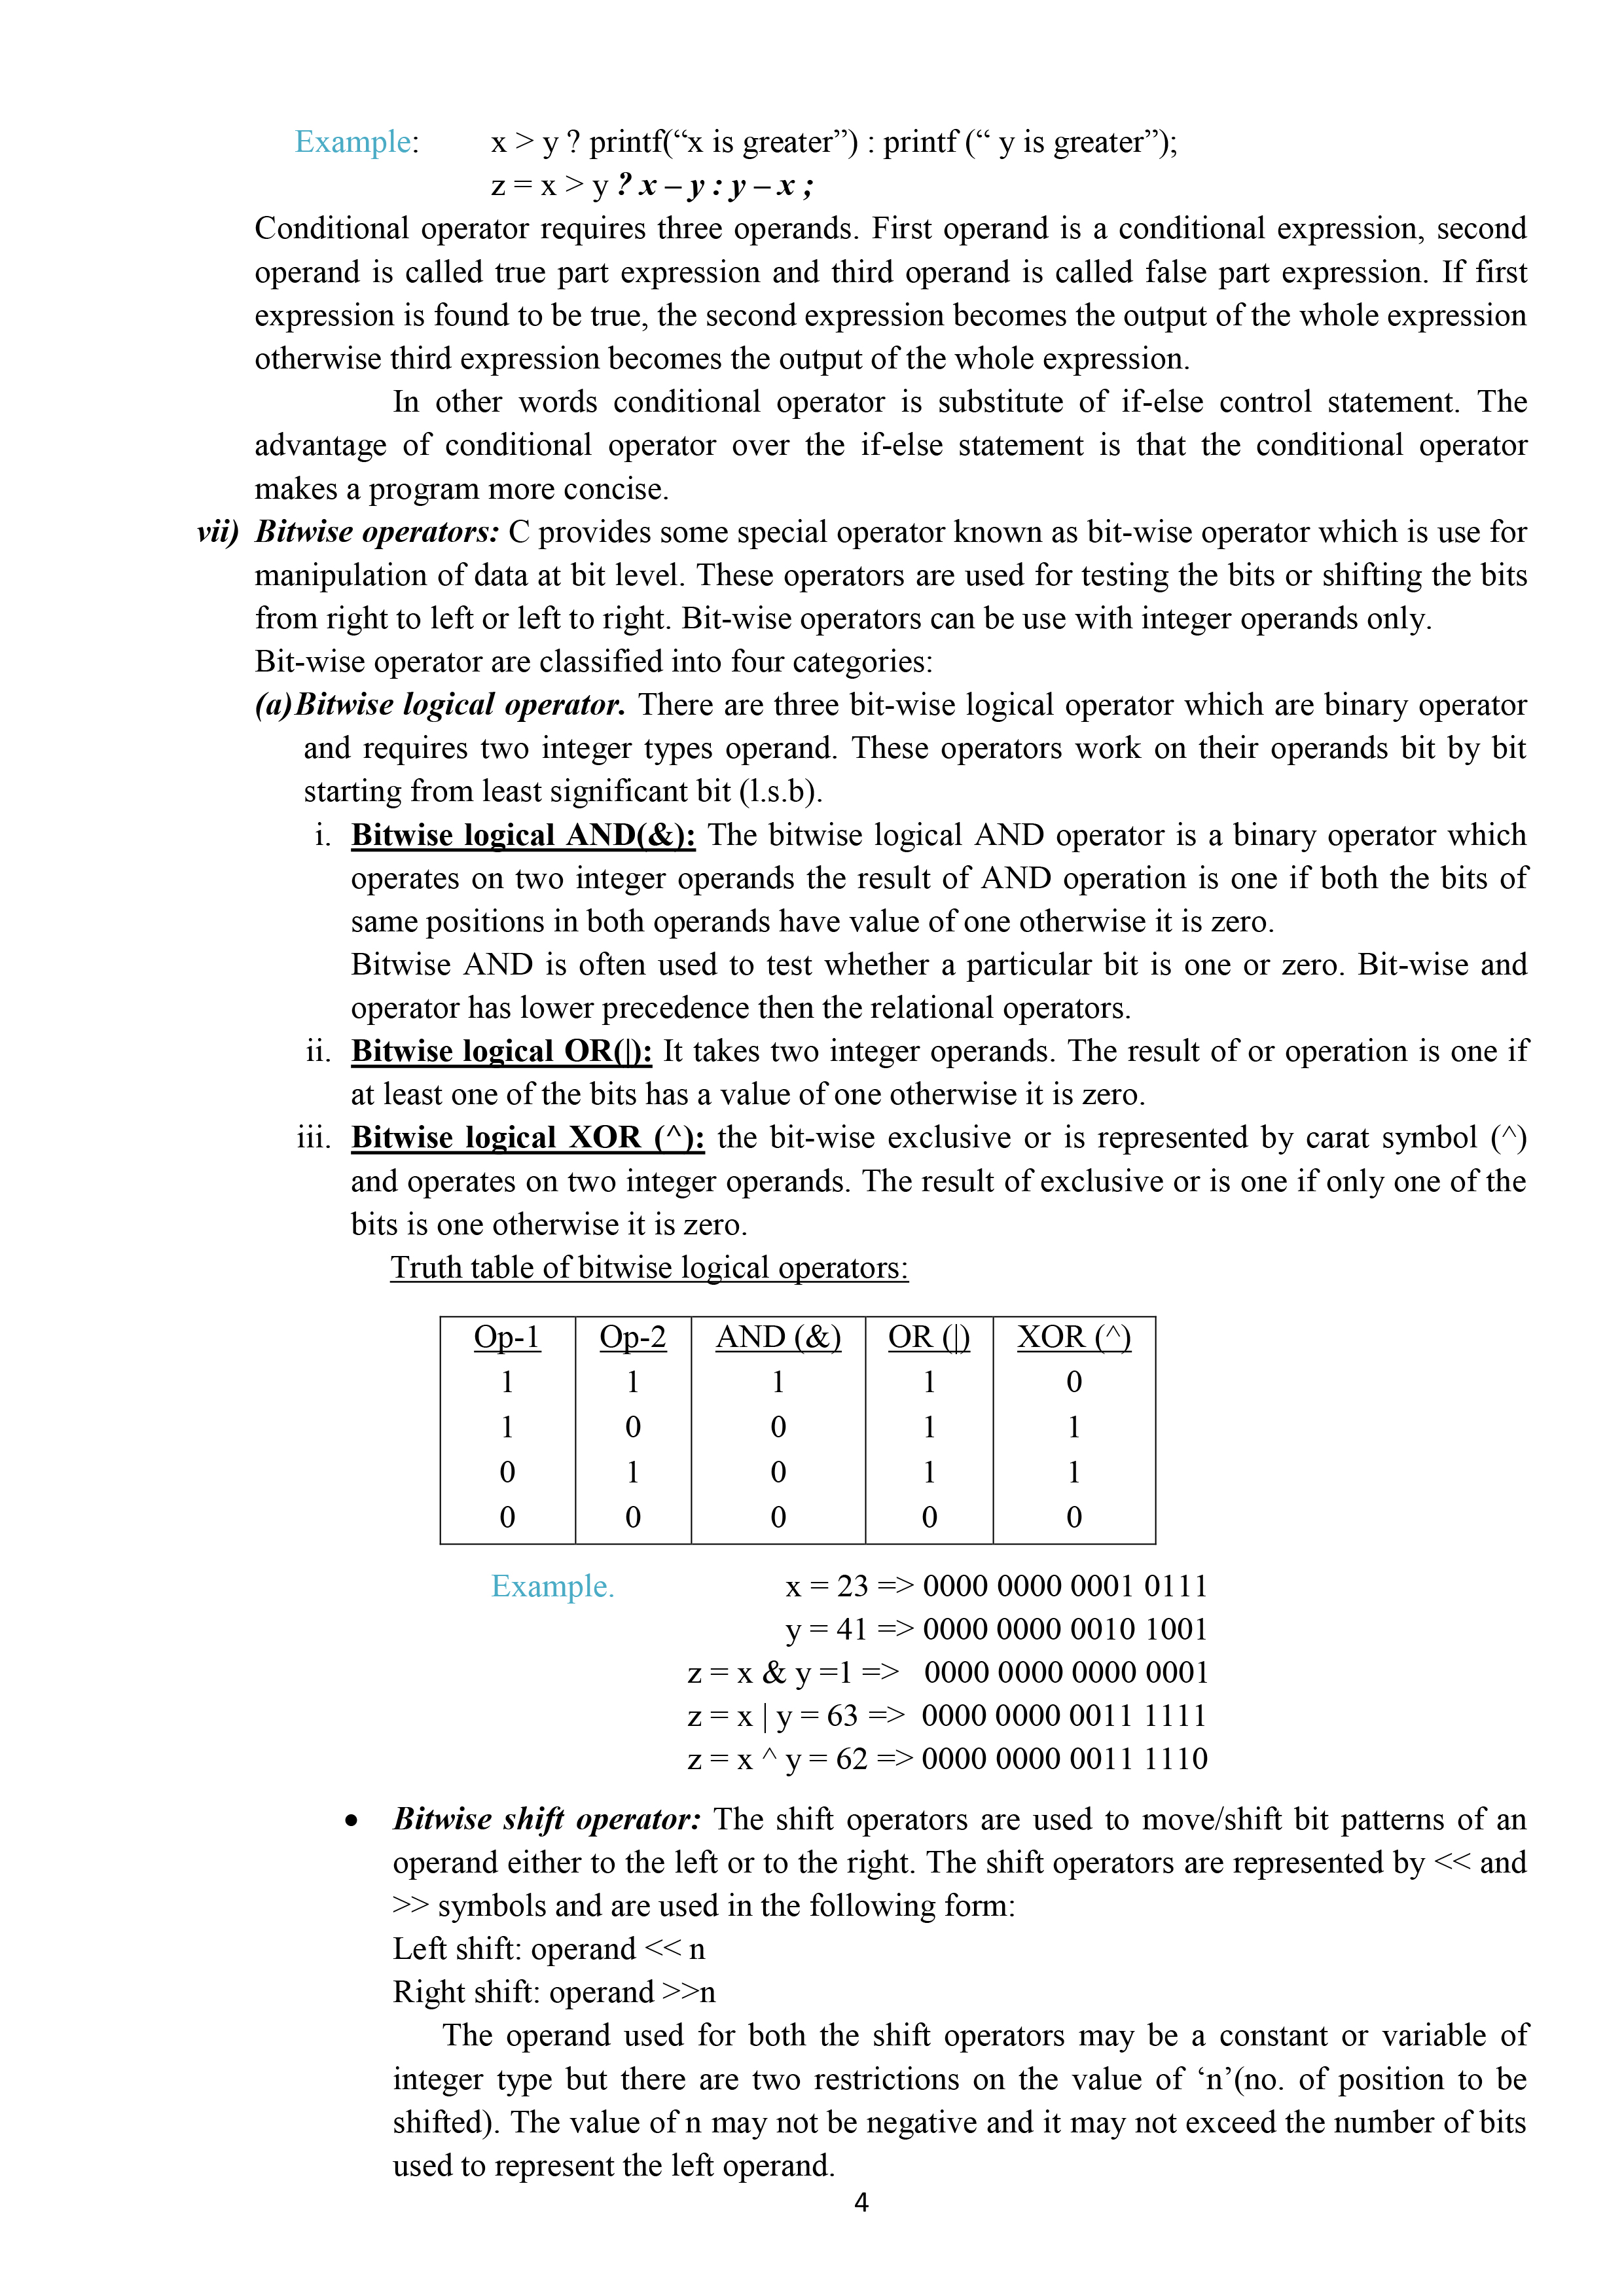 Example: x > y ? printf(“x is greater”) : printf (“ y is greater”);
z = x > y ? x – y : y – x ;
Conditional operator requires three operands. First operand is a conditional expression, second
operand is called true part expression and third operand is called false part expression. If first
expression is found to be true, the second expression becomes the output of the whole expression
otherwise third expression becomes the output of the whole expression.
In other words conditional operator is substitute of if-else control statement. The
advantage of conditional operator over the if-else statement is that the conditional operator
makes a program more concise.
vii) Bitwise operators: C provides some special operator known as bit-wise operator which is use for
manipulation of data at bit level. These operators are used for testing the bits or shifting the bits
from right to left or left to right. Bit-wise operators can be use with integer operands only.
Bit-wise operator are classified into four categories:
(a)Bitwise logical operator. There are three bit-wise logical operator which are binary operator
and requires two integer types operand. These operators work on their operands bit by bit
starting from least significant bit (l.s.b).
i. Bitwise logical AND(&): The bitwise logical AND operator is a binary operator which
operates on two integer operands the result of AND operation is one if both the bits of
same positions in both operands have value of one otherwise it is zero.
Bitwise AND is often used to test whether a particular bit is one or zero. Bit-wise and
operator has lower precedence then the relational operators.
ii. Bitwise logical OR(|): It takes two integer operands. The result of or operation is one if
at least one of the bits has a value of one otherwise it is zero.
iii. Bitwise logical XOR (^): the bit-wise exclusive or is represented by carat symbol (^)
and operates on two integer operands. The result of exclusive or is one if only one of the
bits is one otherwise it is zero.
Truth table of bitwise logical operators:
Op-1 Op-2 AND (&) OR (|) XOR (^)
1 1 1 1 0
1 0 0 1 1
0 1 0 1 1
0 0 0 0 0
Example. x = 23 => 0000 0000 0001 0111
y = 41 => 0000 0000 0010 1001
z = x & y =1 => 0000 0000 0000 0001
z = x | y = 63 => 0000 0000 0011 1111
z = x ^ y = 62 => 0000 0000 0011 1110
• Bitwise shift operator: The shift operators are used to move/shift bit patterns of an
operand either to the left or to the right. The shift operators are represented by << and
>> symbols and are used in the following form:
Left shift: operand << n
Right shift: operand >>n
The operand used for both the shift operators may be a constant or variable of
integer type but there are two restrictions on the value of ‘n’(no. of position to be
shifted). The value of n may not be negative and it may not exceed the number of bits
used to represent the left operand.
4